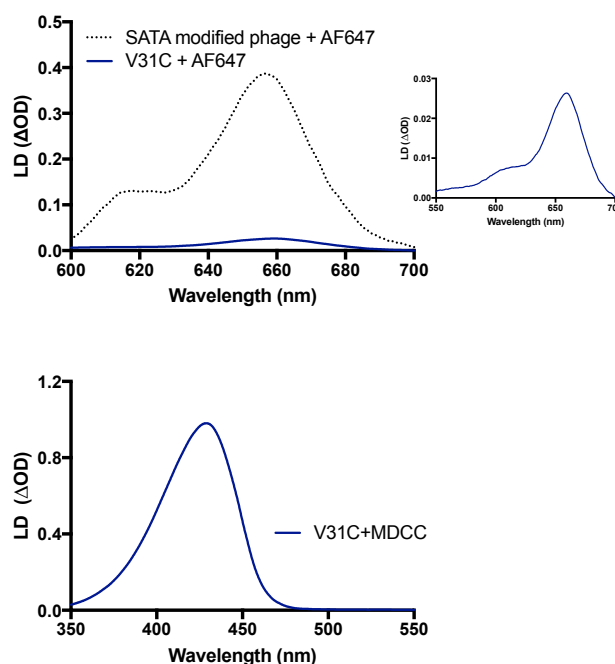 0.5
0.4
0.3
0.2
0.1
0.0
LD (ΔOD)
600 620 640 660 680 700
Wavelength (nm)
SATA modified phage + AF647
V31C + AF647
0.03
0.02
0.01
0.00
LD (ΔOD)
550 600 650 700
Wavelength (nm)
1.2
0.8
0.4
0.0
LD (ΔOD)
350 400 450 500 550
Wavelength (nm)
V31C+MDCC